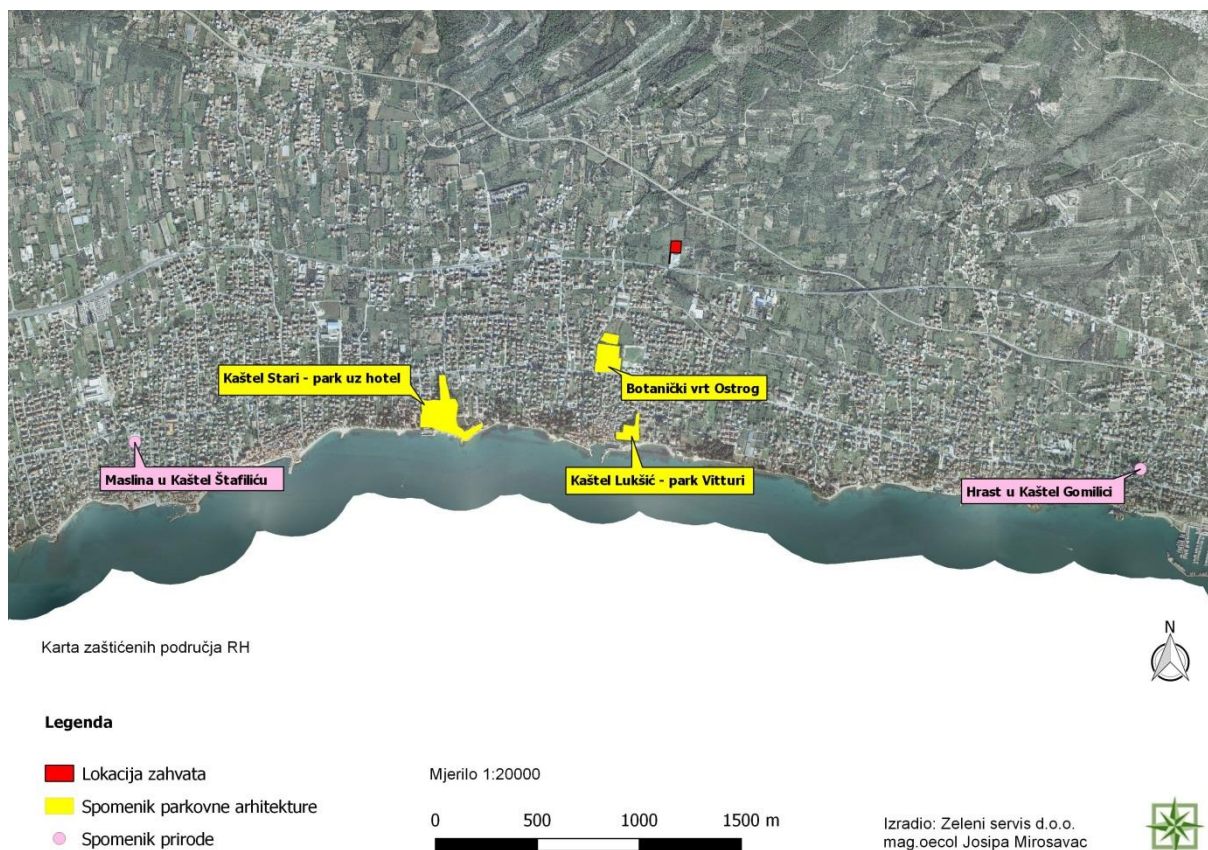 Kaštel Stari - park uz hotel
Botanički vrt Ostrog
Maslina u Kaštel Štafiliću
Kaštel Lukšić - park Vitturi
Hrast u Kaštel Gomilici
Karta zaštićenih područja RH
N
Legenda
Lokacija zahvata
Spomenik parkovne arhitekture
Spomenik prirode
Mjerilo 1:20000
0 500 1000 1500 m
Izradio: Zeleni servis d.o.o.
mag.oecol Josipa Mirosavac